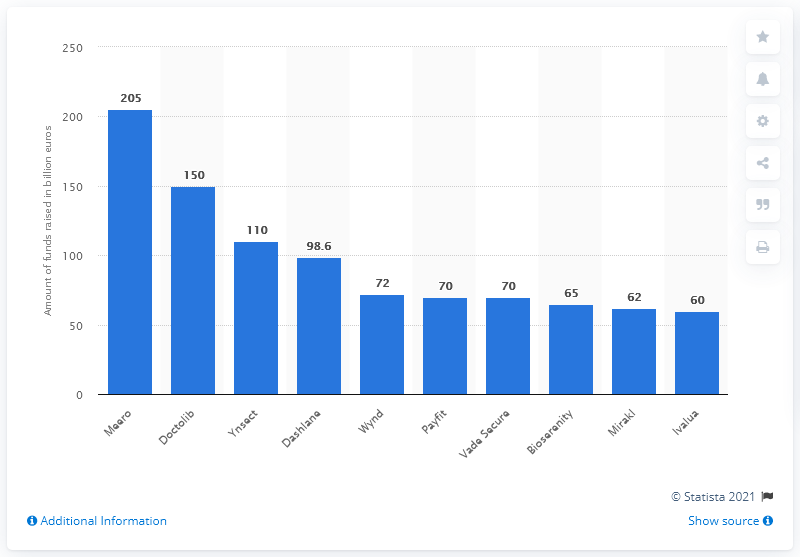 250
200
150
100
50
0
Amount of funds raised in billion euros
205
150
110
98.6
72
70
70
65
62
60
Meero
Doctolib
Ynsect
Dashlane
Wynd
Payfit
Vade Secure
Bioserenity
Mirakl
Ivalua
© Statista 2021
Additional Information
Show source